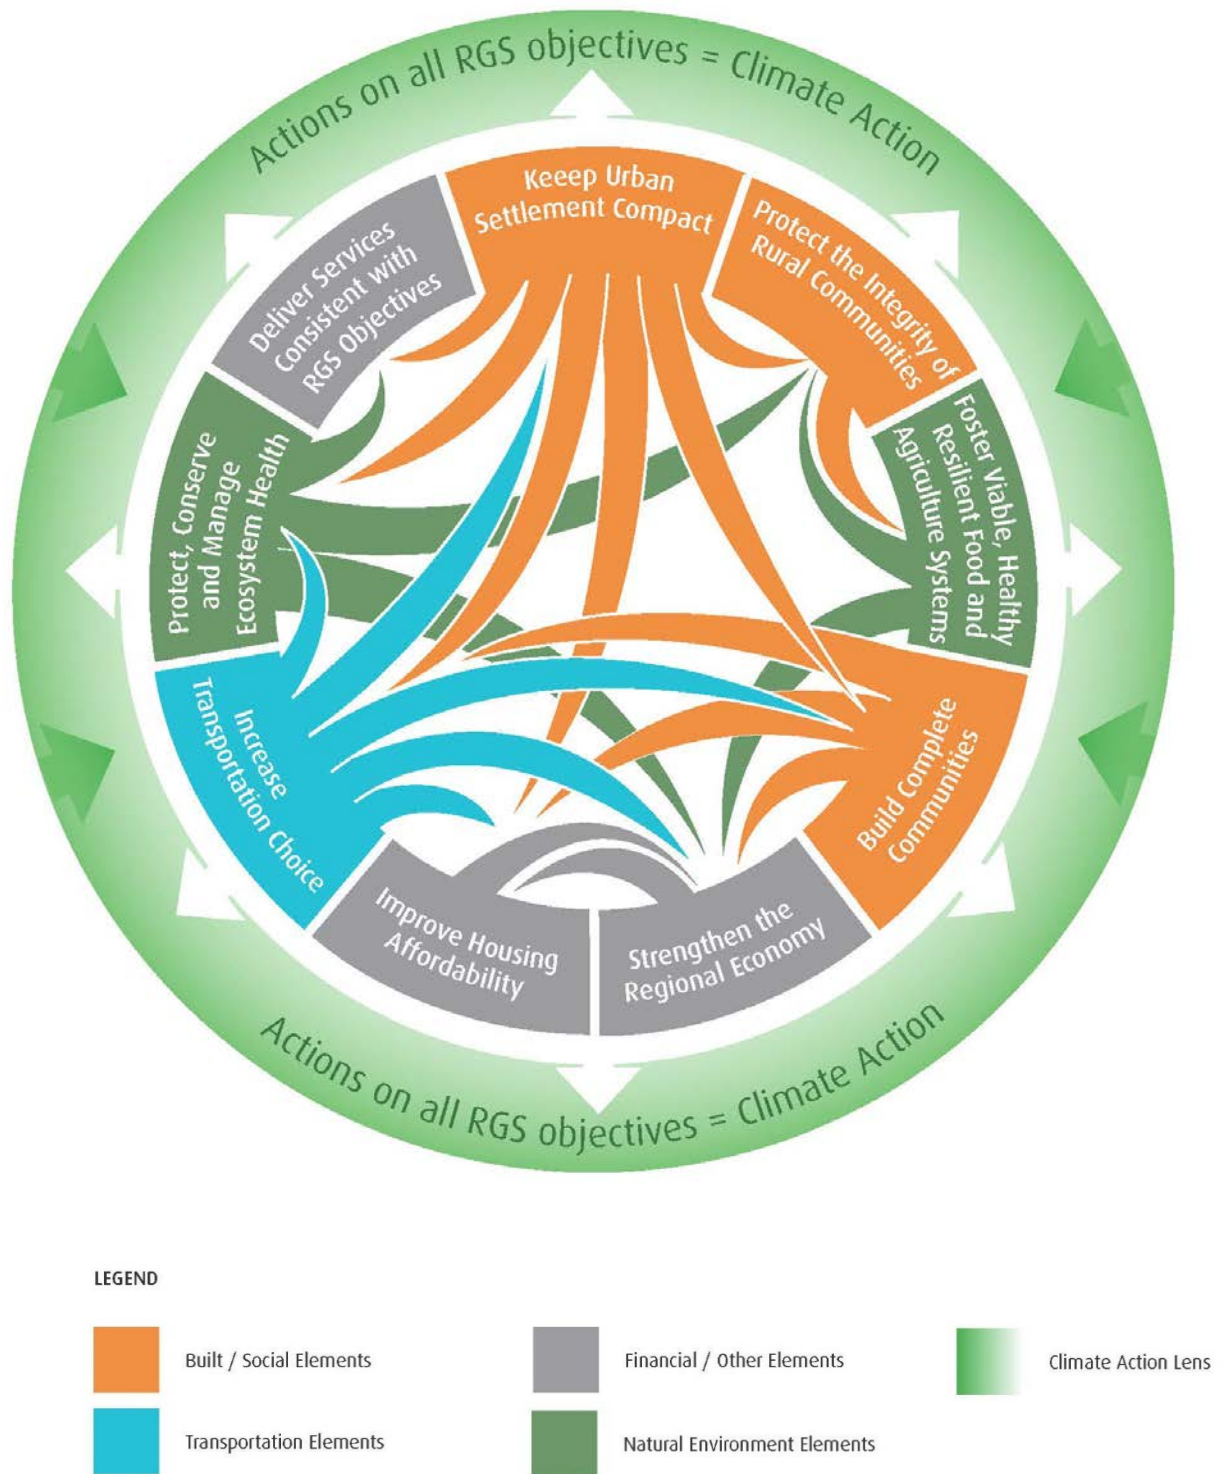 Actions on all RGS objectives = Climate Action
Keeep Urban
Settlement Compact
Protect the Integrity of
Rural Communities
Foster Viable, Healthy
Resilient Food and
Agriculture Systems
Build Complete
Communities
Strengthen the
Regional Economy
Improve Housing
Affordability
Increase
Transportation Choice
Protect, Conserve
and Manage
Ecosystem Health
Deliver Services
Consistent with
RGS Objectives
Actions on all RGS objectives = Climate Action
LEGEND
Built / Social Elements
Financial / Other Elements
Climate Action Lens
Transportation Elements
Natural Environment Elements